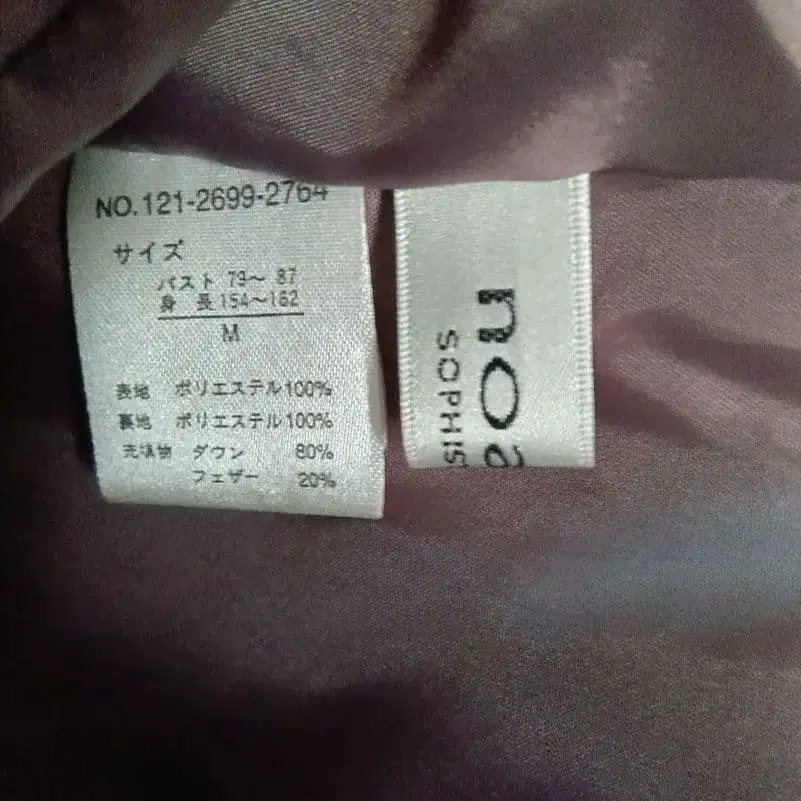 NO.121-2699-2764
サイズ
バスト 79〜 87
身 長 154〜162
M
表地 ポリエステル100%
裏地 ポリエステル100%
充填物 ダウン 80%
フェザー 20%
noa
SOPHIS